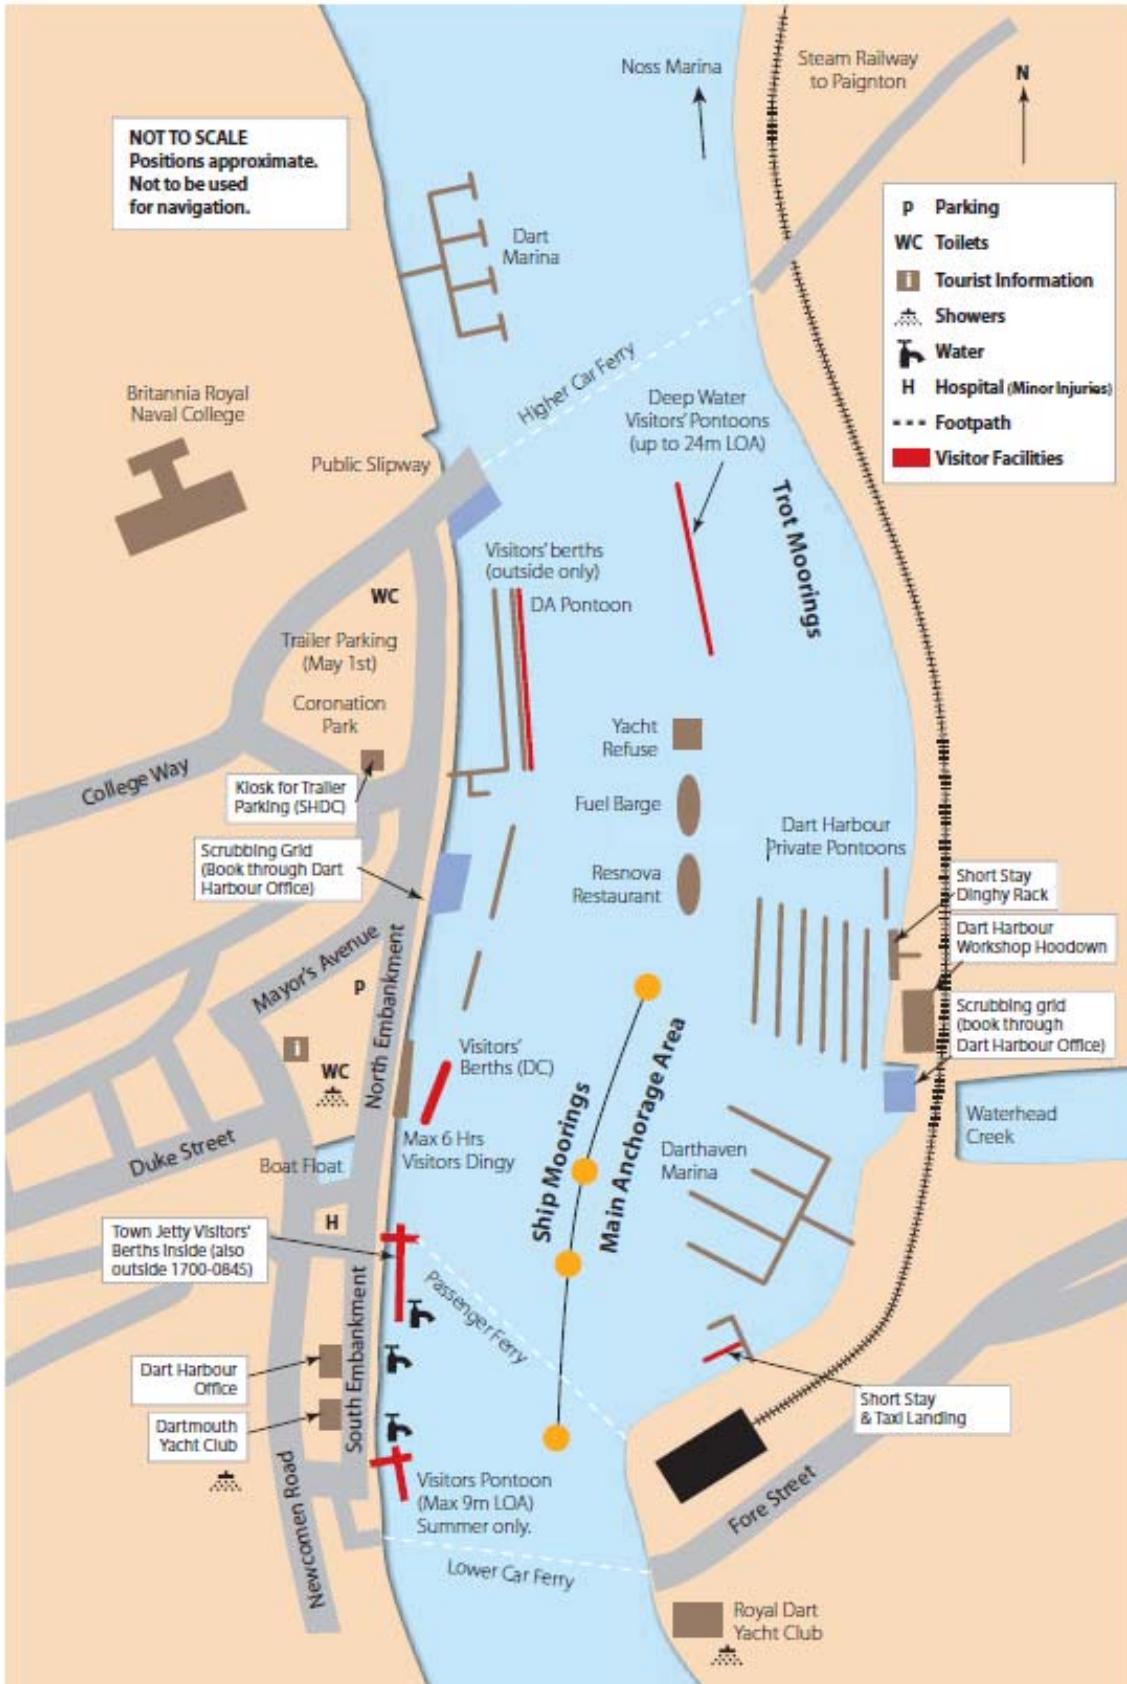 Noss Marina
Steam Railway
to Paignton
N
NOT TO SCALE
Positions approximate.
Not to be used
for navigation.
P Parking
WC Toilets
i Tourist Information
Showers
Water
H Hospital (Minor Injuries)
Footpath
Visitor Facilities
Dart
Marina
Higher Car Ferry
Britannia Royal
Naval College
Deep Water
Visitors' Pontoons
(up to 24m LOA)
Public Slipway
Trot Moorings
Visitors' berths
(outside only)
DA Pontoon
WC
Trailer Parking
(May 1st)
Coronation
Park
Yacht
Refuse
College Way
Kiosk for Trailer
Parking (SHDC)
Fuel Barge
Dart Harbour
Private Pontoons
Scrubbing Grid
(Book through Dart
Harbour Office)
Resnova
Restaurant
Short Stay
Dinghy Rack
Dart Harbour
Workshop Hoodown
Mayor's Avenue
P
North Embankment
Scrubbing grid
(book through
Dart Harbour Office)
i
WC
Visitors'
Berths (DC)
Ship Moorings
Main Anchorage Area
Waterhead
Creek
Duke Street
Boat Float
Max 6 Hrs
Visitors Dingy
Darthaven
Marina
H
Town Jetty Visitors'
Berths Inside (also
outside 1700-0845)
Passenger Ferry
South Embankment
Dart Harbour
Office
Dartmouth
Yacht Club
Short Stay
& Taxi Landing
Newcomen Road
Visitors Pontoon
(Max 9m LOA)
Summer only.
Fore Street
Lower Car Ferry
Royal Dart
Yacht Club